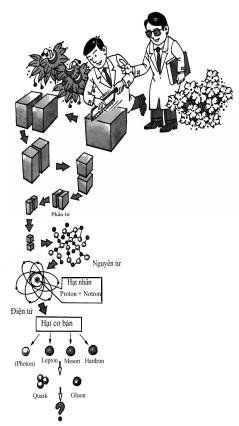 Phân tử
Nguyên tử
Hạt nhân
Proton + Notron
Điện tử
Hạt cơ bản
(Photon) Lepton Meson Hadron
Quark Gluon
?